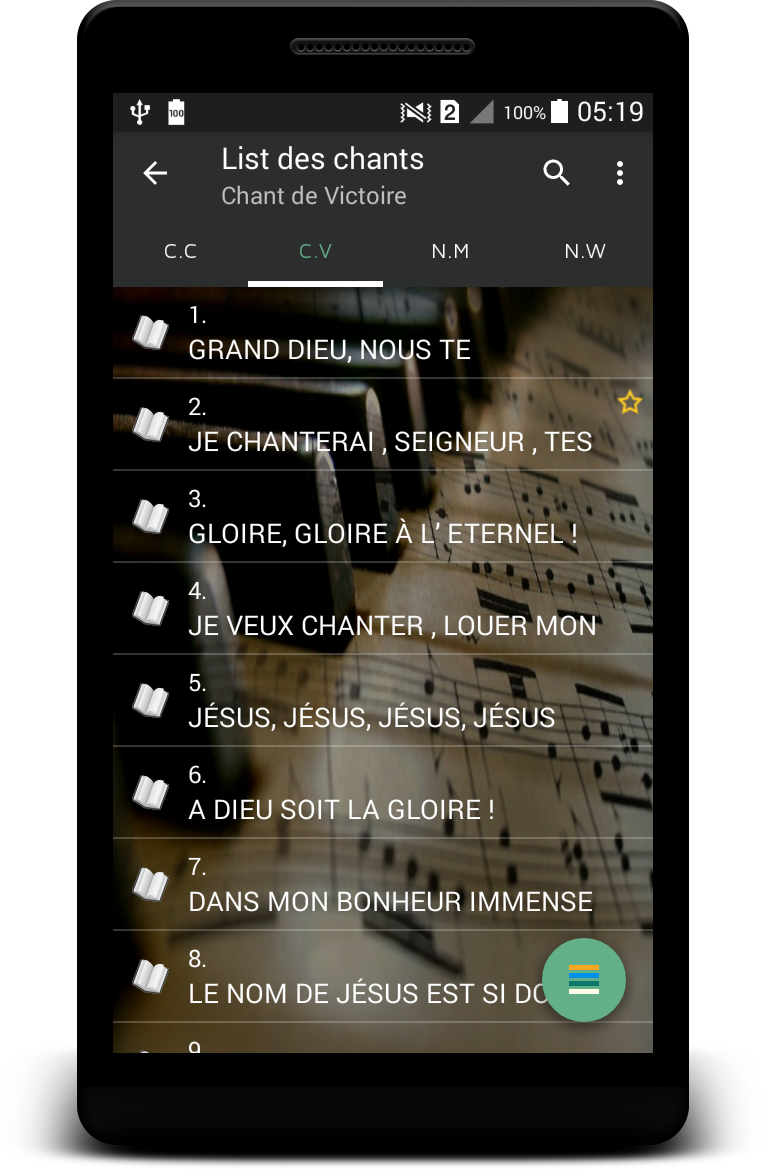 100
2
100%
05:19
List des chants
Chant de Victoire
C.C
C.V
N.M
N.W
1.
GRAND DIEU, NOUS TE
2.
JE CHANTERAI , SEIGNEUR , TES
3.
GLOIRE, GLOIRE À L’ ETERNEL !
4.
JE VEUX CHANTER , LOUER MON
5.
JÉSUS, JÉSUS, JÉSUS, JÉSUS
6.
A DIEU SOIT LA GLOIRE !
7.
DANS MON BONHEUR IMMENSE
8.
LE NOM DE JÉSUS EST SI
9